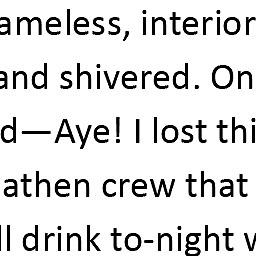 ameless, interior
and shivered. On
d—Aye! I lost thi
athen crew that
ll drink to-night w